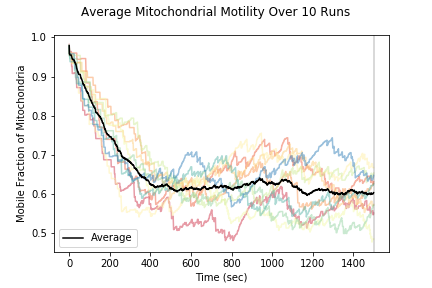 Average Mitochondrial Motility Over 10 Runs
Mobile Fraction of Mitochondria
1.0
0.9
0.8
0.7
0.6
0.5
Average
0 200 400 600 800 1000 1200 1400
Time (sec)